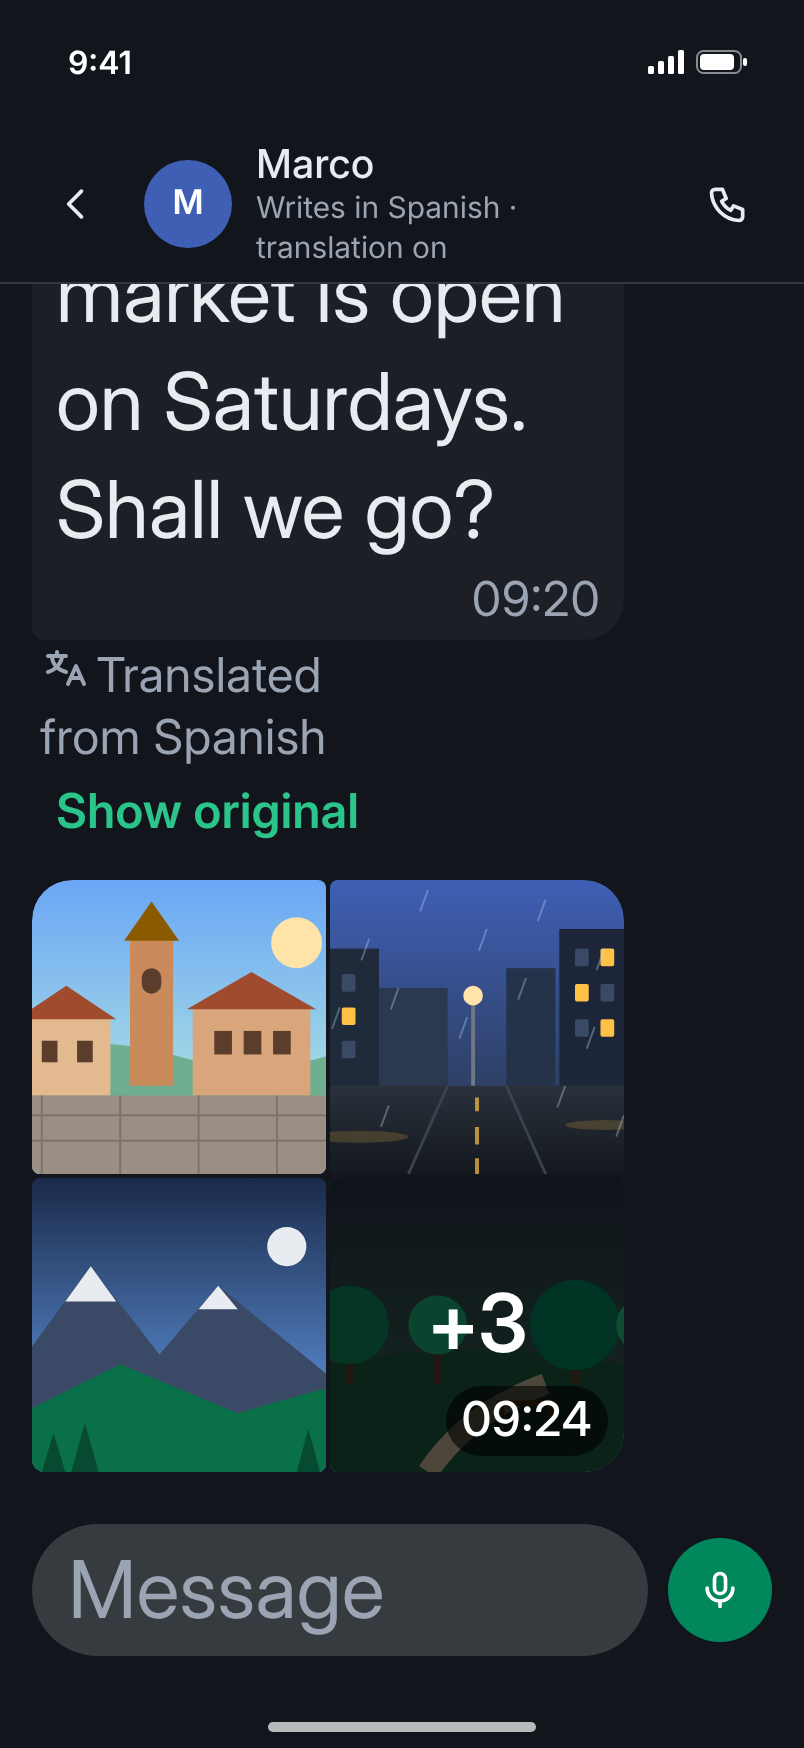 9:41
Marco
Writes in Spanish ·
translation on
M
market is open
on Saturdays.
Shall we go?
09:20
Translated
from Spanish
Show original
+3
09:24
Message